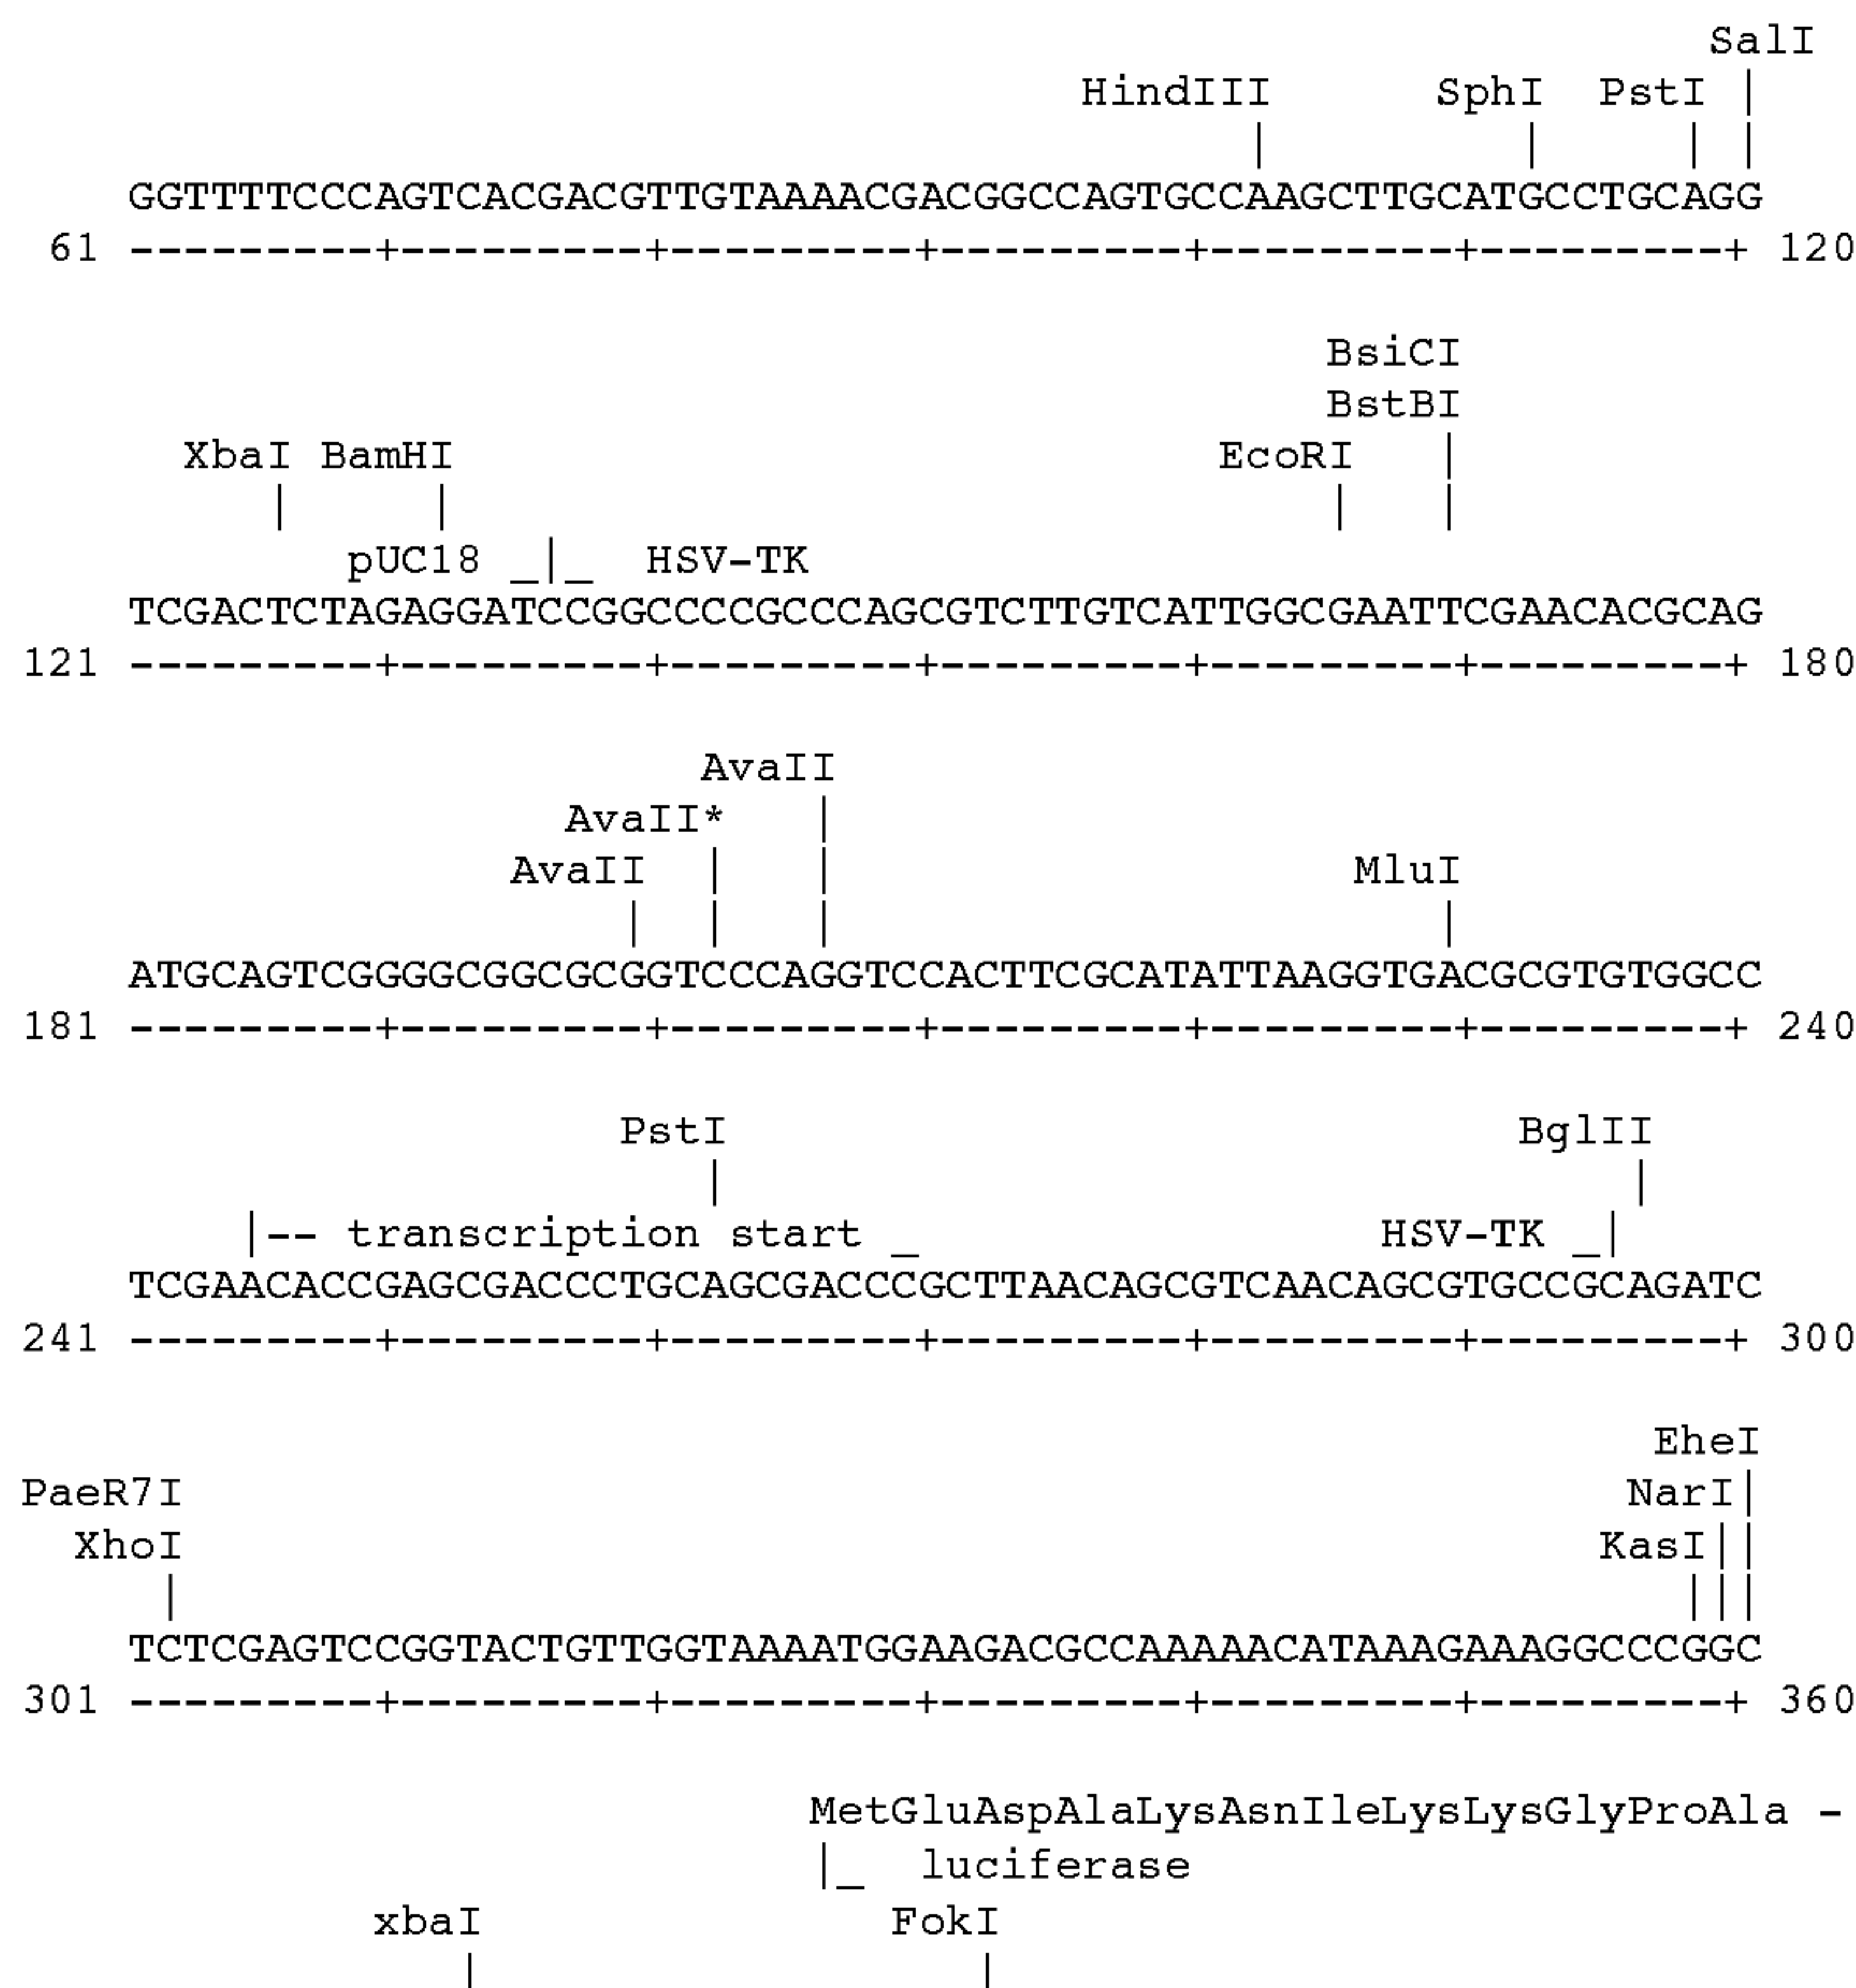 SalI
HindIII SphI PstI |
| | | |
GGTTTTCCCAGTCACGACGTTGTAAAACGACGGCCAGTGCCAAGCTTGCATGCCTGCAGG
61 ---------+---------+---------+---------+---------+---------+ 120
BsiCI
BstBI
XbaI BamHI EcoRI |
| | | |
pUC18 _|_ HSV-TK
TCGACTCTAGAGGATCCGGCCCCGCCCAGCGTCTTGTCATTGGCGAATTCGAACACGCAG
121 ---------+---------+---------+---------+---------+---------+ 180
AvaII
AvaII* |
AvaII | | MluI
| | | |
ATGCAGTCGGGGCGGCGCGGTCCCAGGTCCACTTCGCATATTAAGGTGACGCGTGTGGCC
181 ---------+---------+---------+---------+---------+---------+ 240
PstI BglII
| |
|-- transcription start _ HSV-TK _|
TCGAACACCGAGCGACCCTGCAGCGACCCGCTTAACAGCGTCAACAGCGTGCCGCAGATC
241 ---------+---------+---------+---------+---------+---------+ 300
EheI
PaeR7I NarI|
XhoI KasI||
| |||
TCTCGAGTCCGGTACTGTTGGTAAAATGGAAGACGCCAAAAACATAAAGAAAGGCCCGGC
301 ---------+---------+---------+---------+---------+---------+ 360
MetGluAspAlaLysAsnIleLysLysGlyProAla -
|_ luciferase
xbaI FokI
| |